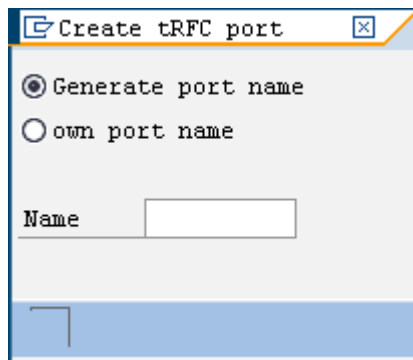 Create tRFC port
Generate port name
own port name
Name